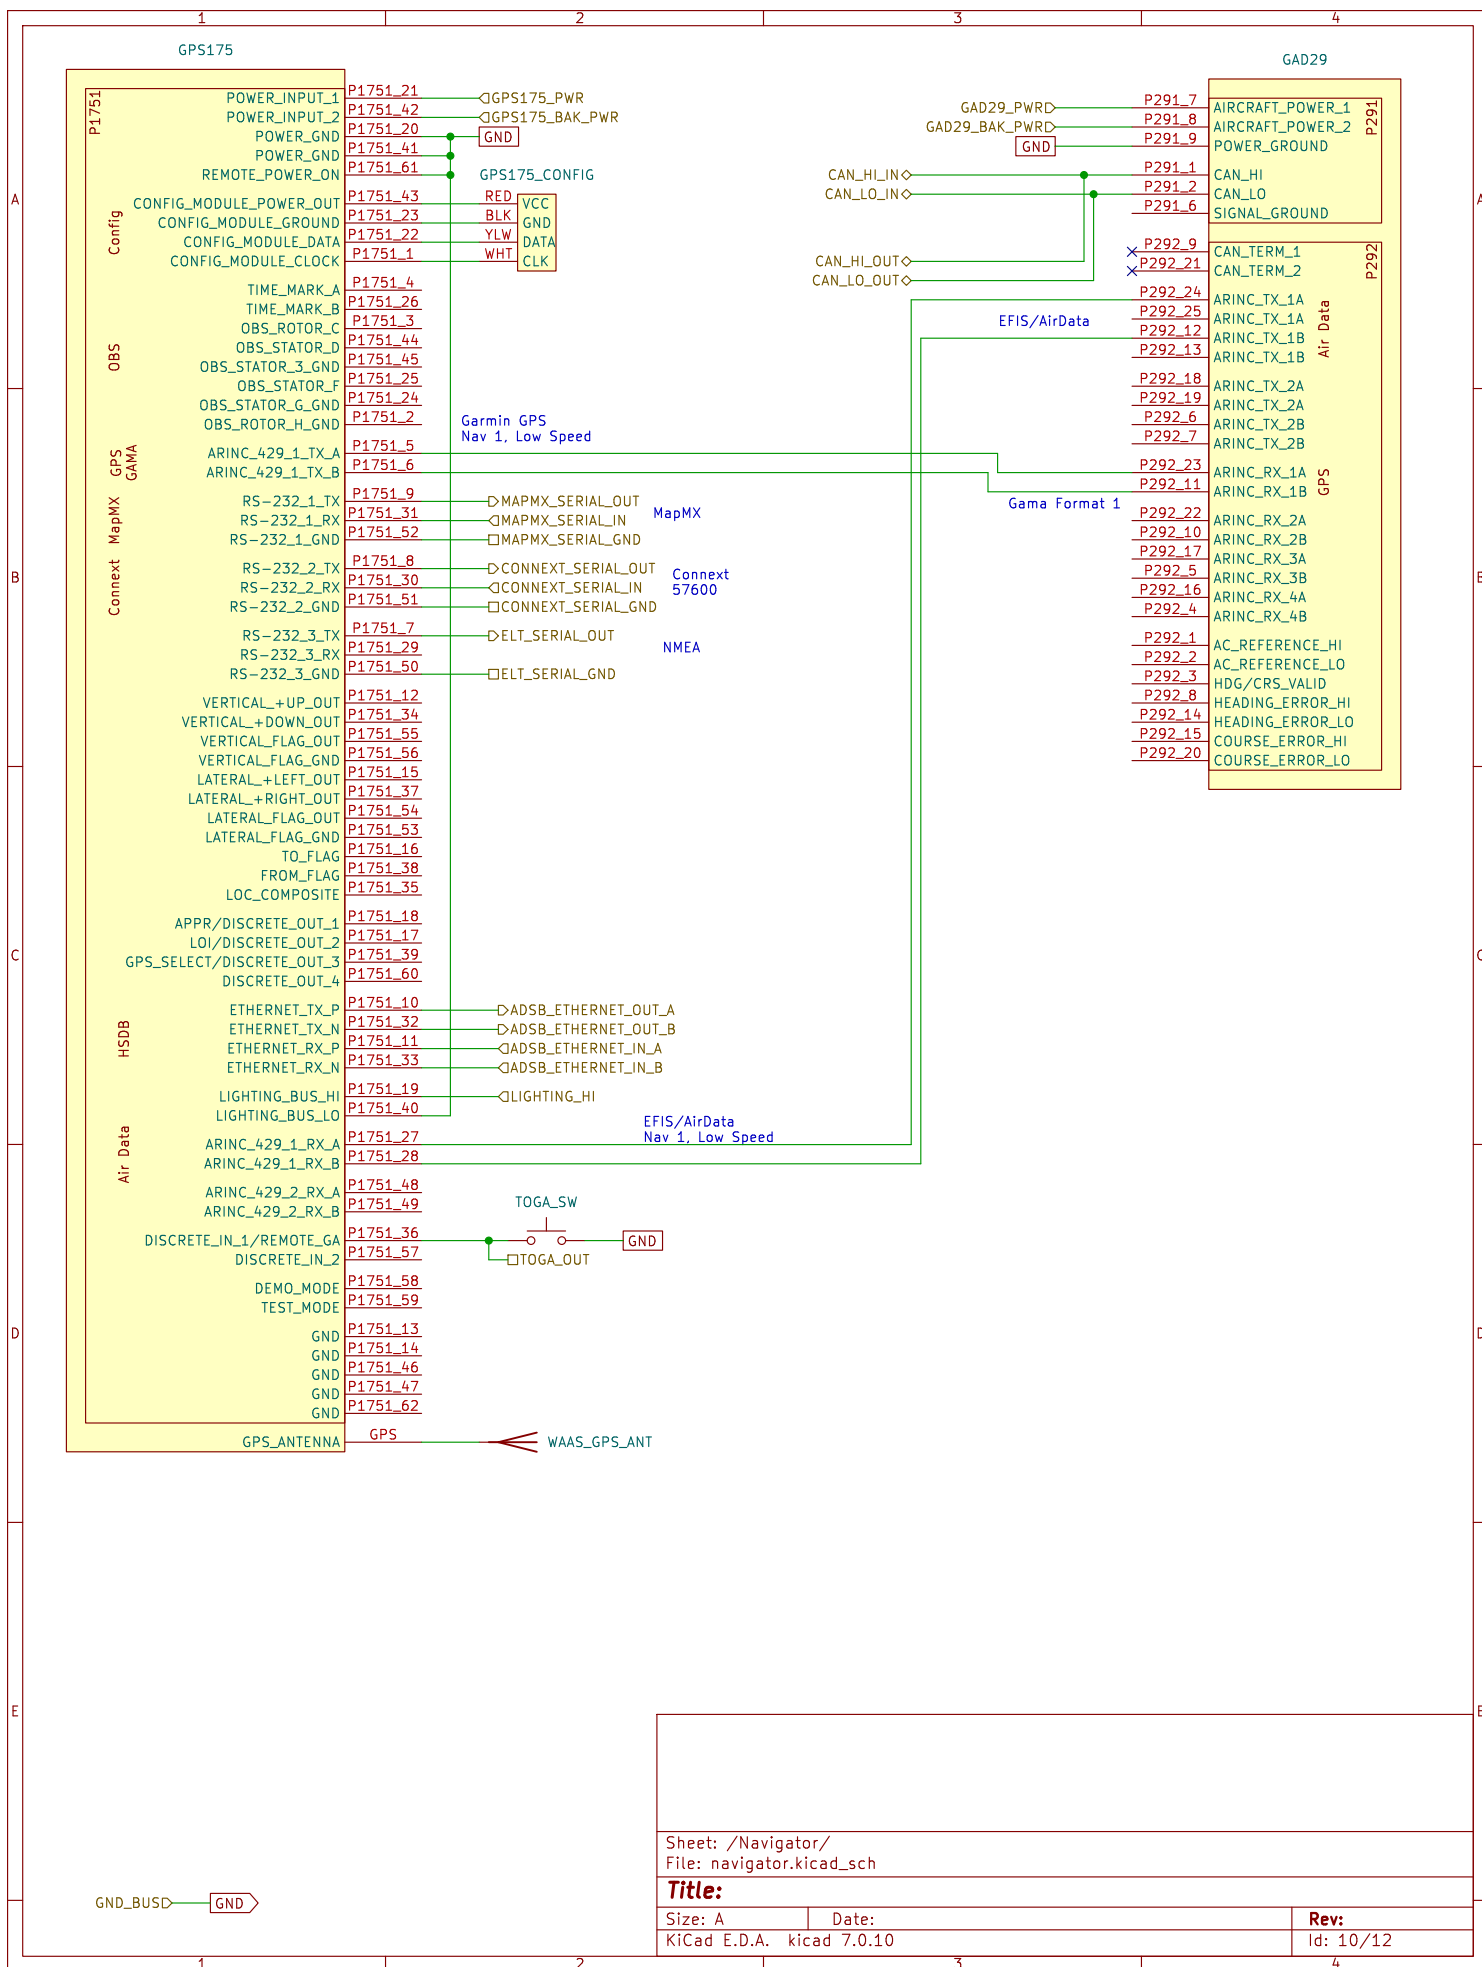 1 2 3 4
GPS175
P1751
POWER_INPUT_1 P1751_21 GPS175_PWR
POWER_INPUT_2 P1751_42 GPS175_BAK_PWR
POWER_GND P1751_20 GND
POWER_GND P1751_41
REMOTE_POWER_ON P1751_61
GPS175_CONFIG
Config
CONFIG_MODULE_POWER_OUT P1751_43 RED VCC
CONFIG_MODULE_GROUND P1751_23 BLK GND
CONFIG_MODULE_DATA P1751_22 YLW DATA
CONFIG_MODULE_CLOCK P1751_1 WHT CLK
TIME_MARK_A P1751_4
TIME_MARK_B P1751_26
OBS
OBS_ROTOR_C P1751_3
OBS_STATOR_D P1751_44
OBS_STATOR_3_GND P1751_45
OBS_STATOR_F P1751_25
OBS_STATOR_G_GND P1751_24
OBS_ROTOR_H_GND P1751_2
Garmin GPS
Nav 1, Low Speed
GPS
GAMA
ARINC_429_1_TX_A P1751_5
ARINC_429_1_TX_B P1751_6
MapMX
RS-232_1_TX P1751_9 MAPMX_SERIAL_OUT
RS-232_1_RX P1751_31 MAPMX_SERIAL_IN
RS-232_1_GND P1751_52 MAPMX_SERIAL_GND
MapMX
Connext
RS-232_2_TX P1751_8 CONNEXT_SERIAL_OUT
RS-232_2_RX P1751_30 CONNEXT_SERIAL_IN
RS-232_2_GND P1751_51 CONNEXT_SERIAL_GND
Connext
57600
RS-232_3_TX P1751_7 ELT_SERIAL_OUT
RS-232_3_RX P1751_29
RS-232_3_GND P1751_50 ELT_SERIAL_GND
NMEA
VERTICAL_+UP_OUT P1751_12
VERTICAL_+DOWN_OUT P1751_34
VERTICAL_FLAG_OUT P1751_55
VERTICAL_FLAG_GND P1751_56
LATERAL_+LEFT_OUT P1751_15
LATERAL_+RIGHT_OUT P1751_37
LATERAL_FLAG_OUT P1751_54
LATERAL_FLAG_GND P1751_53
TO_FLAG P1751_16
FROM_FLAG P1751_38
LOC_COMPOSITE P1751_35
APPR/DISCRETE_OUT_1 P1751_18
LOI/DISCRETE_OUT_2 P1751_17
GPS_SELECT/DISCRETE_OUT_3 P1751_39
DISCRETE_OUT_4 P1751_60
HSDB
ETHERNET_TX_P P1751_10 ADSB_ETHERNET_OUT_A
ETHERNET_TX_N P1751_32 ADSB_ETHERNET_OUT_B
ETHERNET_RX_P P1751_11 ADSB_ETHERNET_IN_A
ETHERNET_RX_N P1751_33 ADSB_ETHERNET_IN_B
LIGHTING_BUS_HI P1751_19 LIGHTING_HI
LIGHTING_BUS_LO P1751_40
EFIS/AirData
Nav 1, Low Speed
Air Data
ARINC_429_1_RX_A P1751_27
ARINC_429_1_RX_B P1751_28
ARINC_429_2_RX_A P1751_48
ARINC_429_2_RX_B P1751_49
TOGA_SW
DISCRETE_IN_1/REMOTE_GA P1751_36 GND
DISCRETE_IN_2 P1751_57 TOGA_OUT
DEMO_MODE P1751_58
TEST_MODE P1751_59
GND P1751_13
GND P1751_14
GND P1751_46
GND P1751_47
GND P1751_62
GPS_ANTENNA GPS WAAS_GPS_ANT
GAD29
P291
GAD29_PWR P291_7 AIRCRAFT_POWER_1
GAD29_BAK_PWR P291_8 AIRCRAFT_POWER_2
GND P291_9 POWER_GROUND
CAN_HI_IN P291_1 CAN_HI
CAN_LO_IN P291_2 CAN_LO
P291_6 SIGNAL_GROUND
P292
P292_9 CAN_TERM_1
CAN_HI_OUT P292_21 CAN_TERM_2
CAN_LO_OUT
EFIS/AirData
Air Data
P292_24 ARINC_TX_1A
P292_25 ARINC_TX_1A
P292_12 ARINC_TX_1B
P292_13 ARINC_TX_1B
P292_18 ARINC_TX_2A
P292_19 ARINC_TX_2A
P292_6 ARINC_TX_2B
P292_7 ARINC_TX_2B
GPS
P292_23 ARINC_RX_1A
P292_11 ARINC_RX_1B
Gama Format 1
P292_22 ARINC_RX_2A
P292_10 ARINC_RX_2B
P292_17 ARINC_RX_3A
P292_5 ARINC_RX_3B
P292_16 ARINC_RX_4A
P292_4 ARINC_RX_4B
P292_1 AC_REFERENCE_HI
P292_2 AC_REFERENCE_LO
P292_3 HDG/CRS_VALID
P292_8 HEADING_ERROR_HI
P292_14 HEADING_ERROR_LO
P292_15 COURSE_ERROR_HI
P292_20 COURSE_ERROR_LO
A A
B B
C C
D D
E E
GND_BUS GND
Sheet: /Navigator/
File: navigator.kicad_sch
Title:
Size: A Date: Rev:
KiCad E.D.A. kicad 7.0.10 Id: 10/12
1 2 3 4